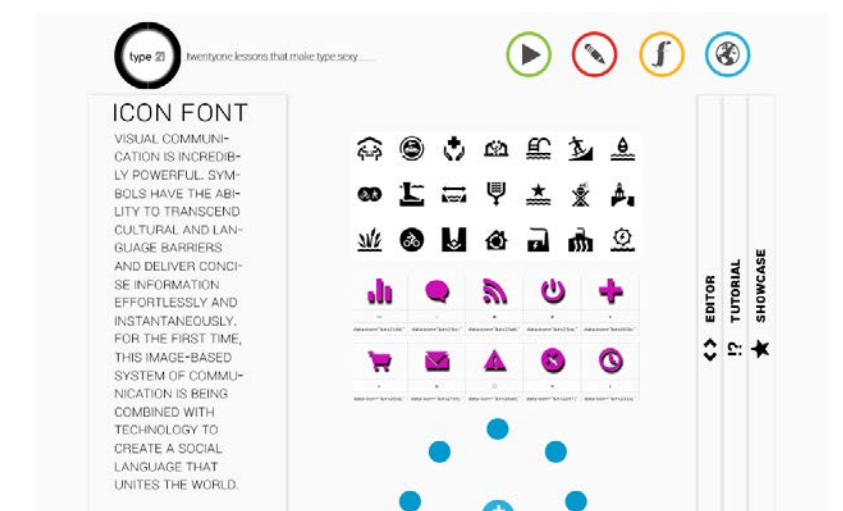 type 21
twentyone lessons that make type sexy
ICON FONT
VISUAL COMMUNI-
CATION IS INCREDIB-
LY POWERFUL. SYM-
BOLS HAVE THE ABI-
LITY TO TRANSCEND
CULTURAL AND LAN-
GUAGE BARRIERS
AND DELIVER CONCI-
SE INFORMATION
EFFORTLESSLY AND
INSTANTANEOUSLY.
FOR THE FIRST TIME,
THIS IMAGE-BASED
SYSTEM OF COMMU-
NICATION IS BEING
COMBINED WITH
TECHNOLOGY TO
CREATE A SOCIAL
LANGUAGE THAT
UNITES THE WORLD.
<> EDITOR
!? TUTORIAL
SHOWCASE